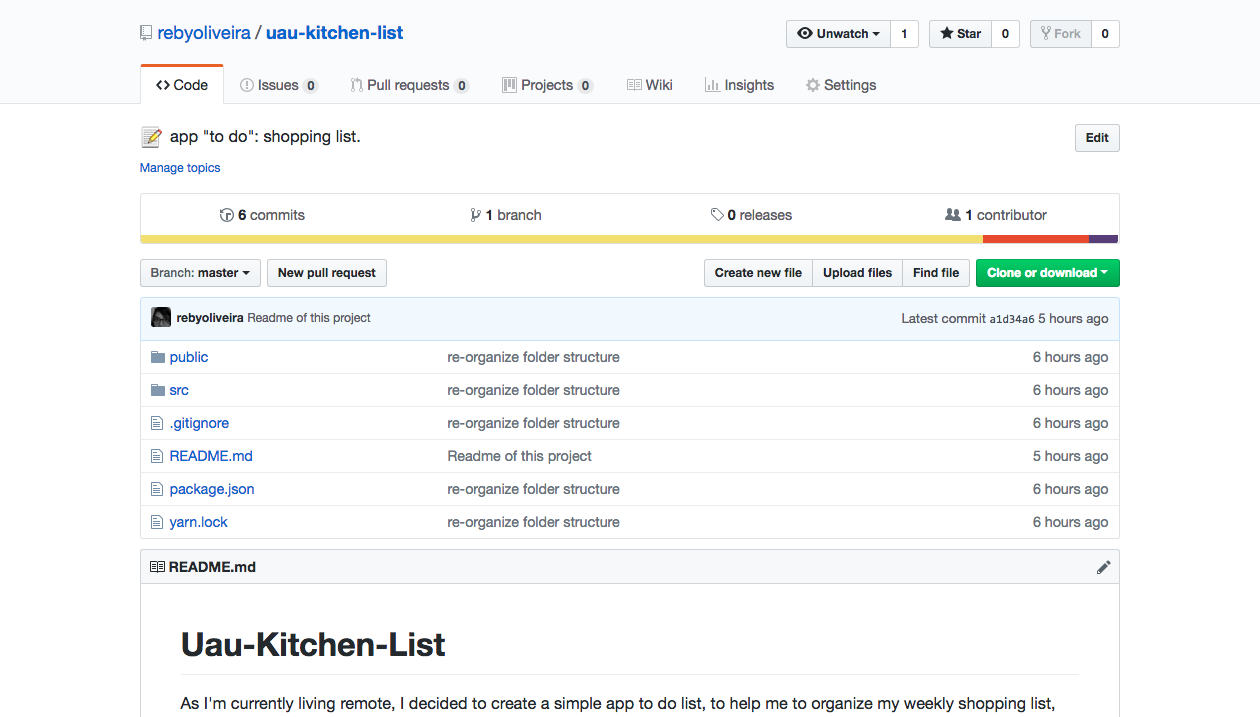 rebyoliveira / uau-kitchen-list Unwatch 1 Star 0 Fork 0
Code Issues 0 Pull requests 0 Projects 0 Wiki Insights Settings
app "to do": shopping list. Edit
Manage topics
6 commits 1 branch 0 releases 1 contributor
Branch: master New pull request Create new file Upload files Find file Clone or download
rebyoliveira Readme of this project Latest commit a1d34a6 5 hours ago
public re-organize folder structure 6 hours ago
src re-organize folder structure 6 hours ago
.gitignore re-organize folder structure 6 hours ago
README.md Readme of this project 5 hours ago
package.json re-organize folder structure 6 hours ago
yarn.lock re-organize folder structure 6 hours ago
README.md
Uau-Kitchen-List
As I'm currently living remote, I decided to create a simple app to do list, to help me to organize my weekly shopping list,